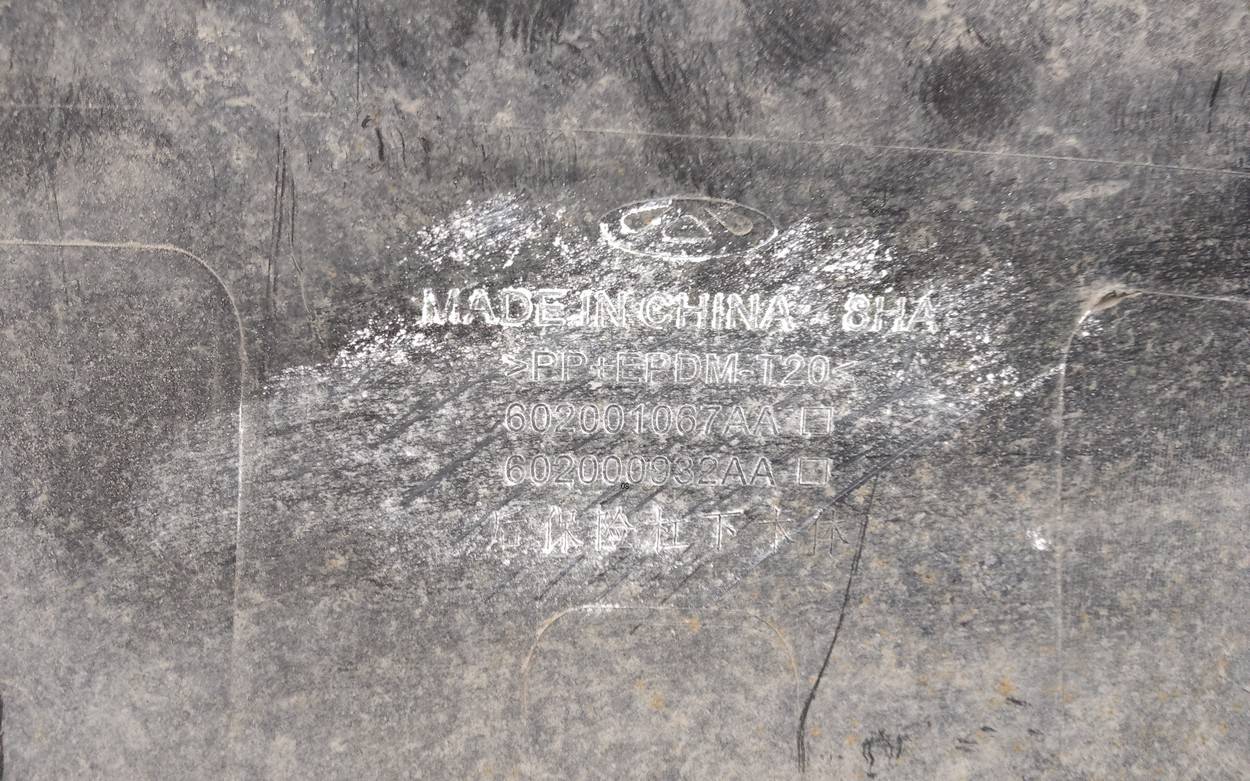 MADE IN CHINA - 8HA
>PP+EPDM-T20<
602001067AA □
602000932AA □
后保险杠下本体